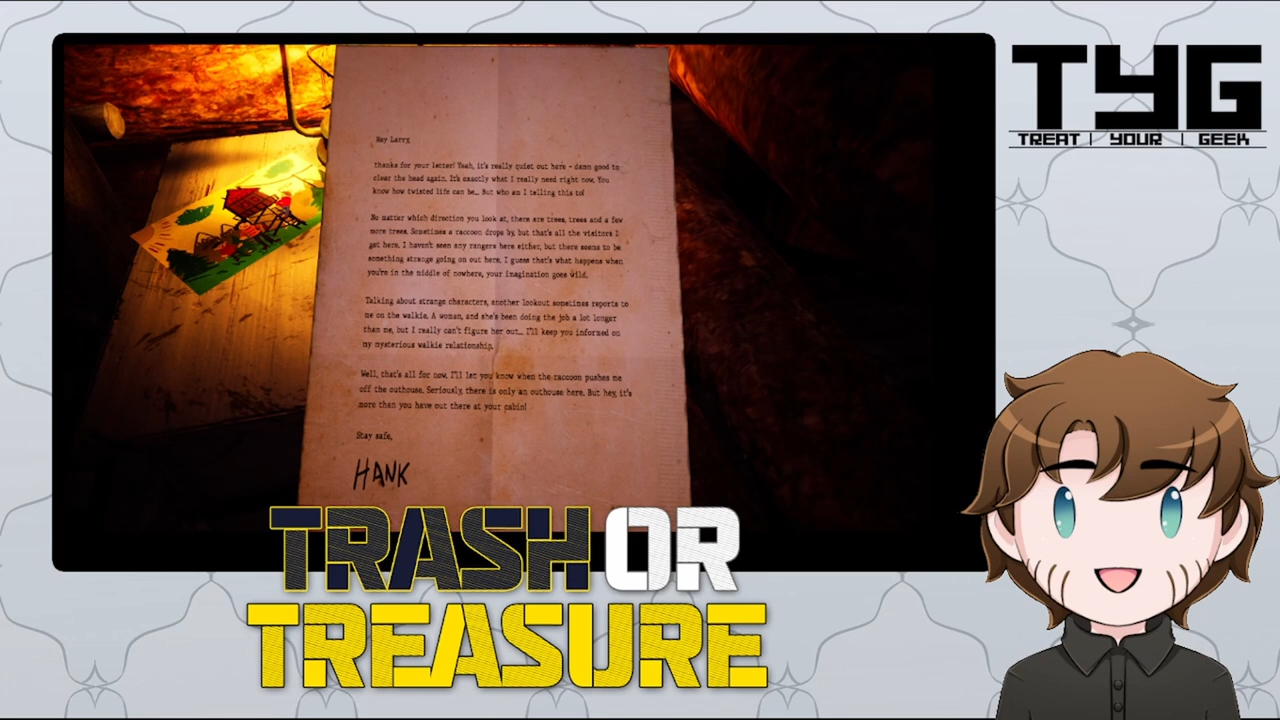 TYG
TREAT | YOUR | GEEK
Hey Larry,
thanks for your letter! Yeah, it's really quiet out here - damn good to
clear the head again. It's exactly what I really need right now. You
know how twisted life can be... But who am I telling this to!
No matter which direction you look at, there are trees, trees and a few
more trees. Sometimes a raccoon drops by, but that's all the visitors I
get here. I haven't seen any rangers here either, but there seems to be
something strange going on out here. I guess that's what happens when
you're in the middle of nowhere, your imagination goes wild.
Talking about strange characters, another lookout sometimes reports to
me on the walkie. A woman, and she's been doing the job a lot longer
than me, but I really can't figure her out... I'll keep you informed on
my mysterious walkie relationship.
Well, that's all for now. I'll let you know when the raccoon pushes me
off the outhouse. Seriously, there is only an outhouse here. But hey, it's
more than you have out there at your cabin!
Stay safe,
HANK
TRASH OR
TREASURE